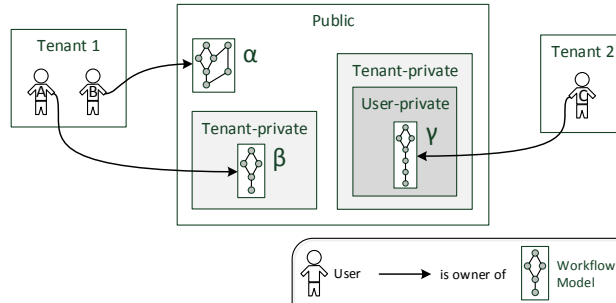 Public
Tenant 1
Tenant 2
A
B
α
Tenant-private
C
User-private
Tenant-private
γ
β
User
is owner of
Workflow
Model